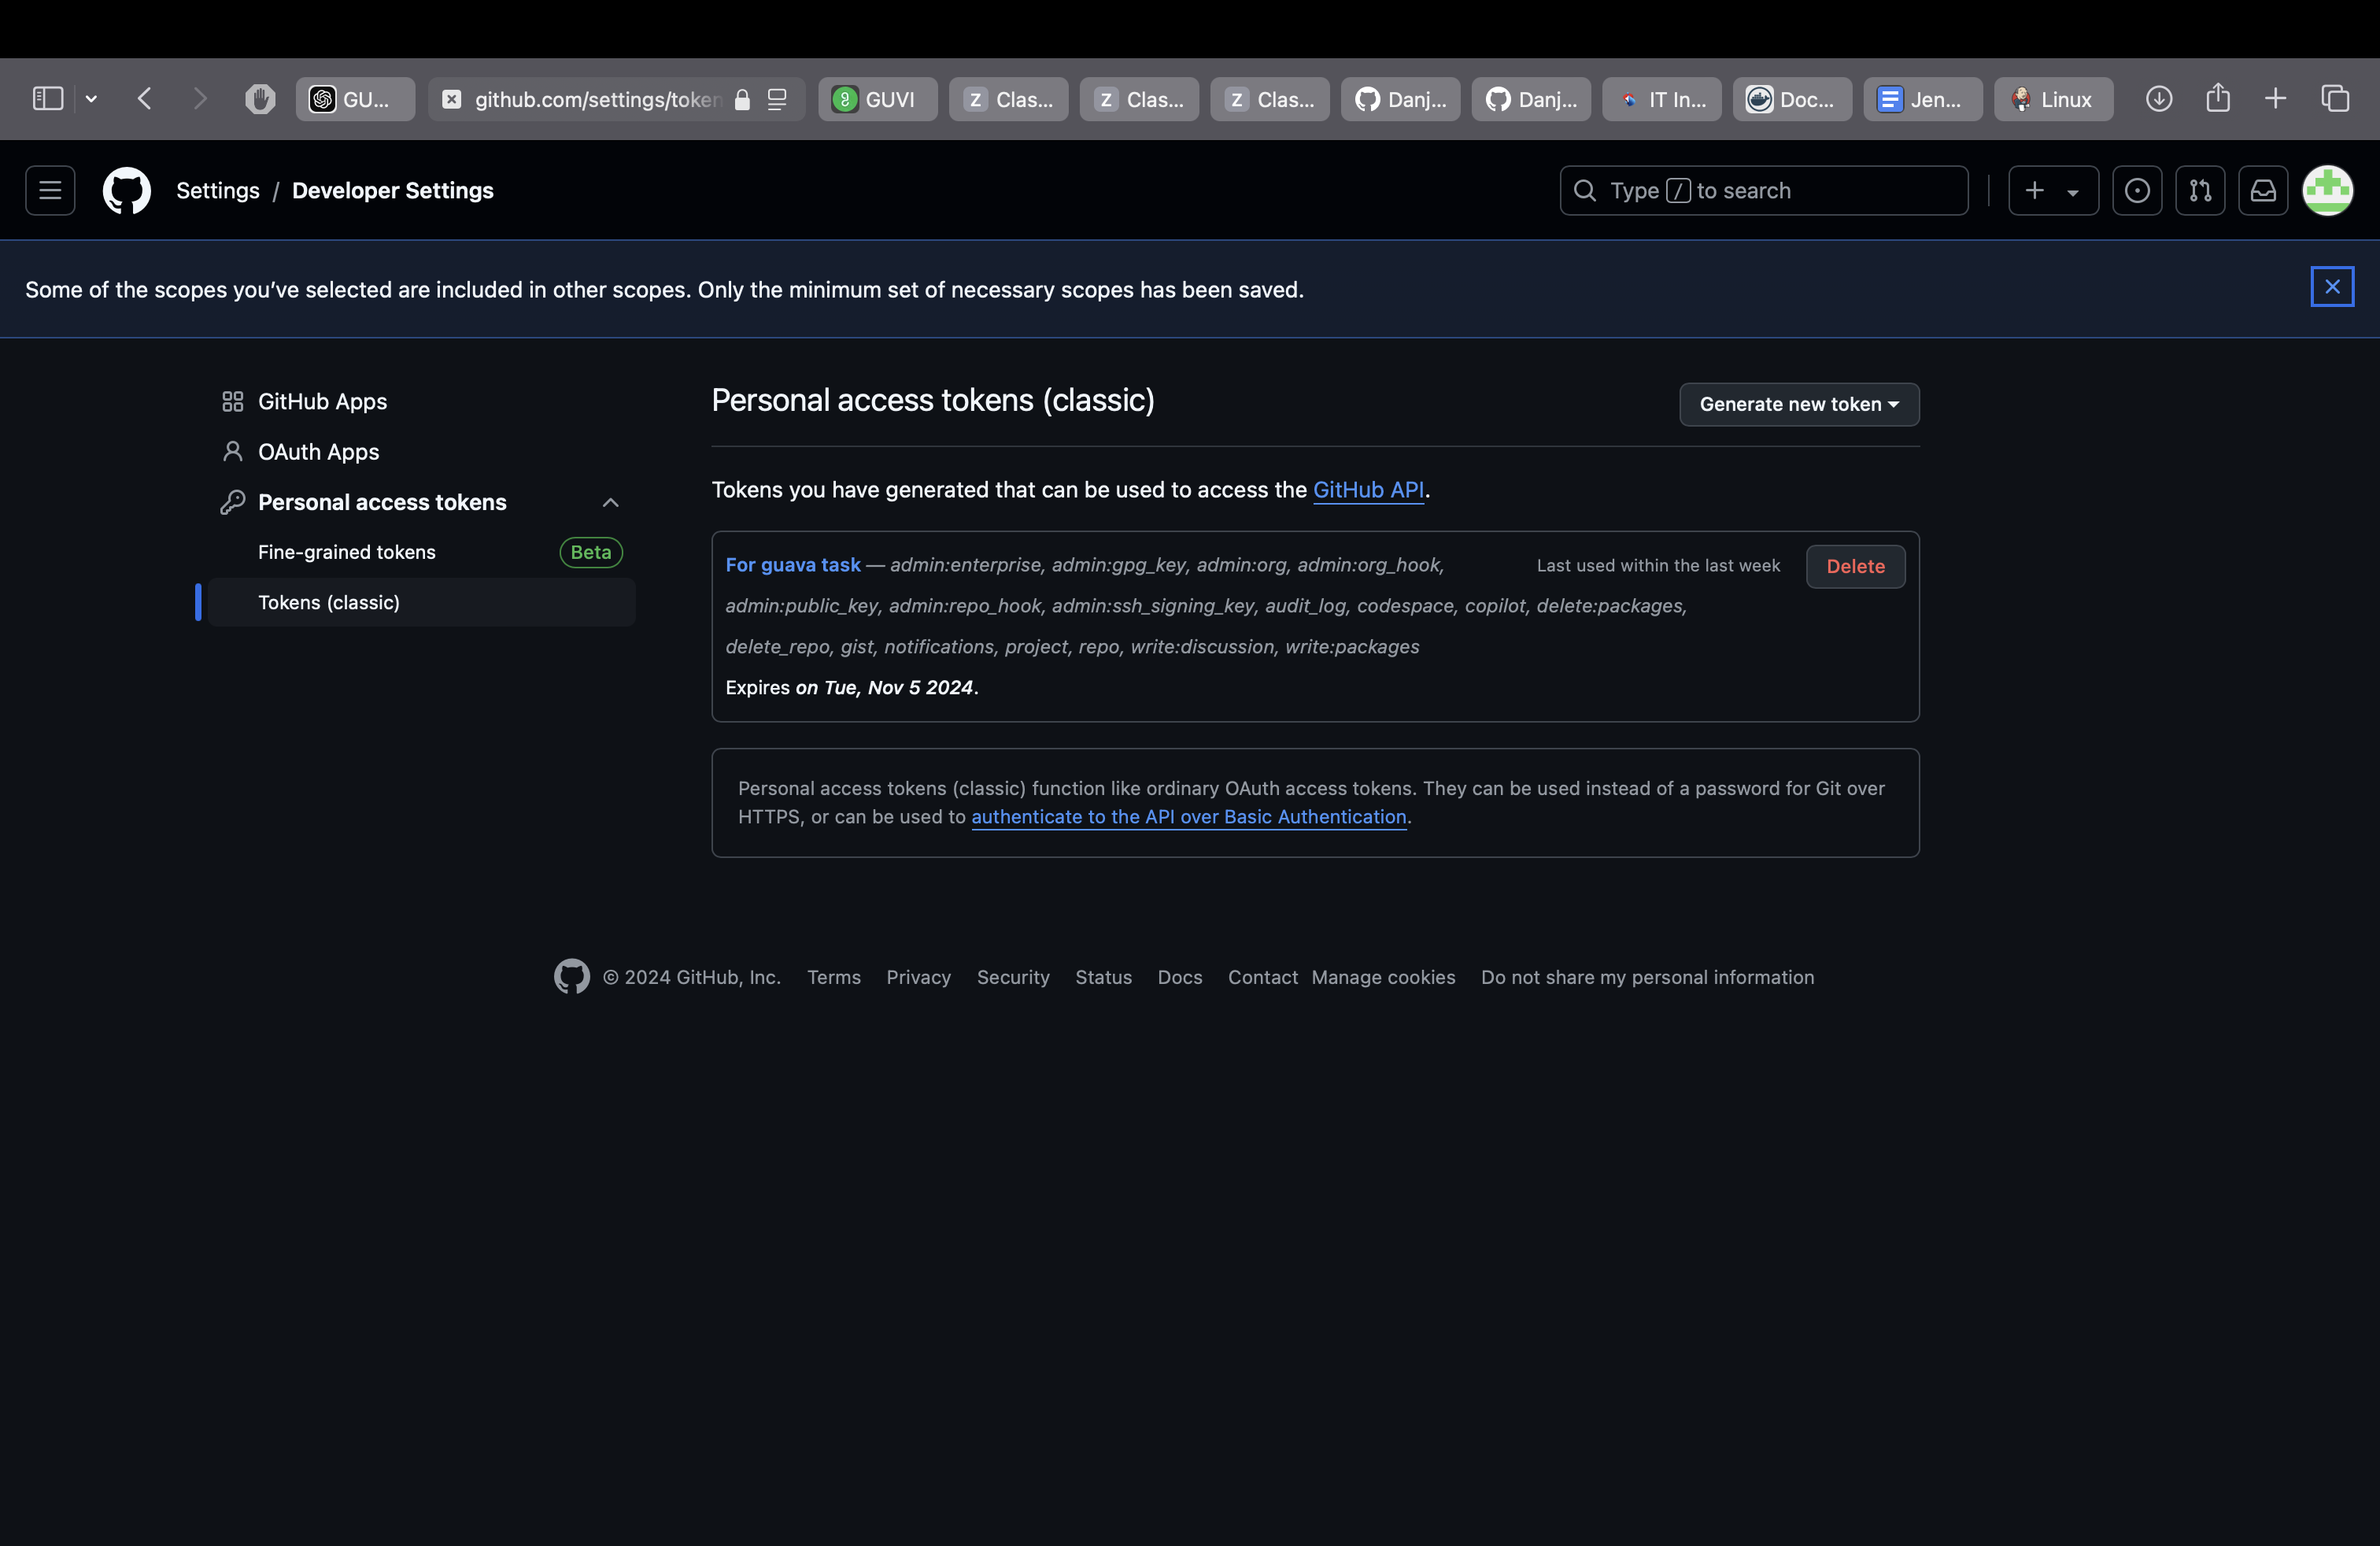 GU...
github.com/settings/token
GUVI
Z Clas...
Z Clas...
Z Clas...
Danj...
Danj...
IT In...
Doc...
Jen...
Linux
Settings / Developer Settings
Type / to search
Some of the scopes you’ve selected are included in other scopes. Only the minimum set of necessary scopes has been saved.
GitHub Apps
OAuth Apps
Personal access tokens
Fine-grained tokens Beta
Tokens (classic)
Personal access tokens (classic)
Generate new token
Tokens you have generated that can be used to access the GitHub API.
For guava task — admin:enterprise, admin:gpg_key, admin:org, admin:org_hook,
Last used within the last week
Delete
admin:public_key, admin:repo_hook, admin:ssh_signing_key, audit_log, codespace, copilot, delete:packages,
delete_repo, gist, notifications, project, repo, write:discussion, write:packages
Expires on Tue, Nov 5 2024.
Personal access tokens (classic) function like ordinary OAuth access tokens. They can be used instead of a password for Git over
HTTPS, or can be used to authenticate to the API over Basic Authentication.
© 2024 GitHub, Inc. Terms Privacy Security Status Docs Contact Manage cookies Do not share my personal information